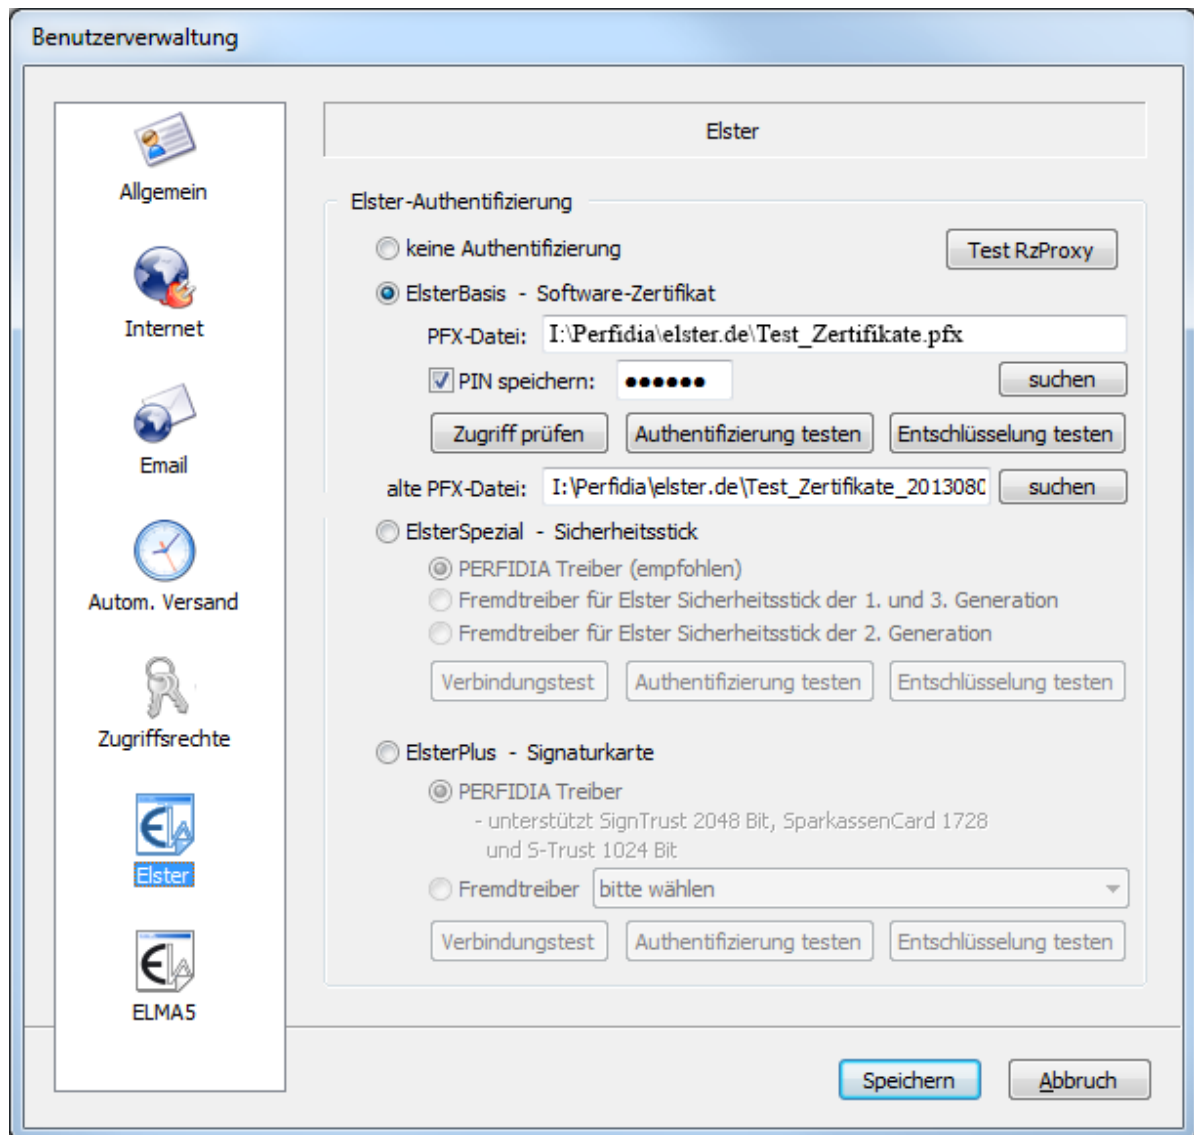 Benutzerverwaltung
Allgemein
Internet
Email
Autom. Versand
Zugriffsrechte
Elster
ELMA5
Elster
Elster-Authentifizierung
keine Authentifizierung
Test RzProxy
ElsterBasis - Software-Zertifikat
PFX-Datei: I:\Perfidia\elster.de\Test_Zertifikate.pfx
PIN speichern: ●●●●●● suchen
Zugriff prüfen Authentifizierung testen Entschlüsselung testen
alte PFX-Datei: I:\Perfidia\elster.de\Test_Zertifikate_2013080 suchen
ElsterSpezial - Sicherheitsstick
PERFIDIA Treiber (empfohlen)
Fremdtreiber für Elster Sicherheitsstick der 1. und 3. Generation
Fremdtreiber für Elster Sicherheitsstick der 2. Generation
Verbindungstest Authentifizierung testen Entschlüsselung testen
ElsterPlus - Signaturkarte
PERFIDIA Treiber
- unterstützt SignTrust 2048 Bit, SparkassenCard 1728
und S-Trust 1024 Bit
Fremdtreiber bitte wählen
Verbindungstest Authentifizierung testen Entschlüsselung testen
Speichern Abbruch